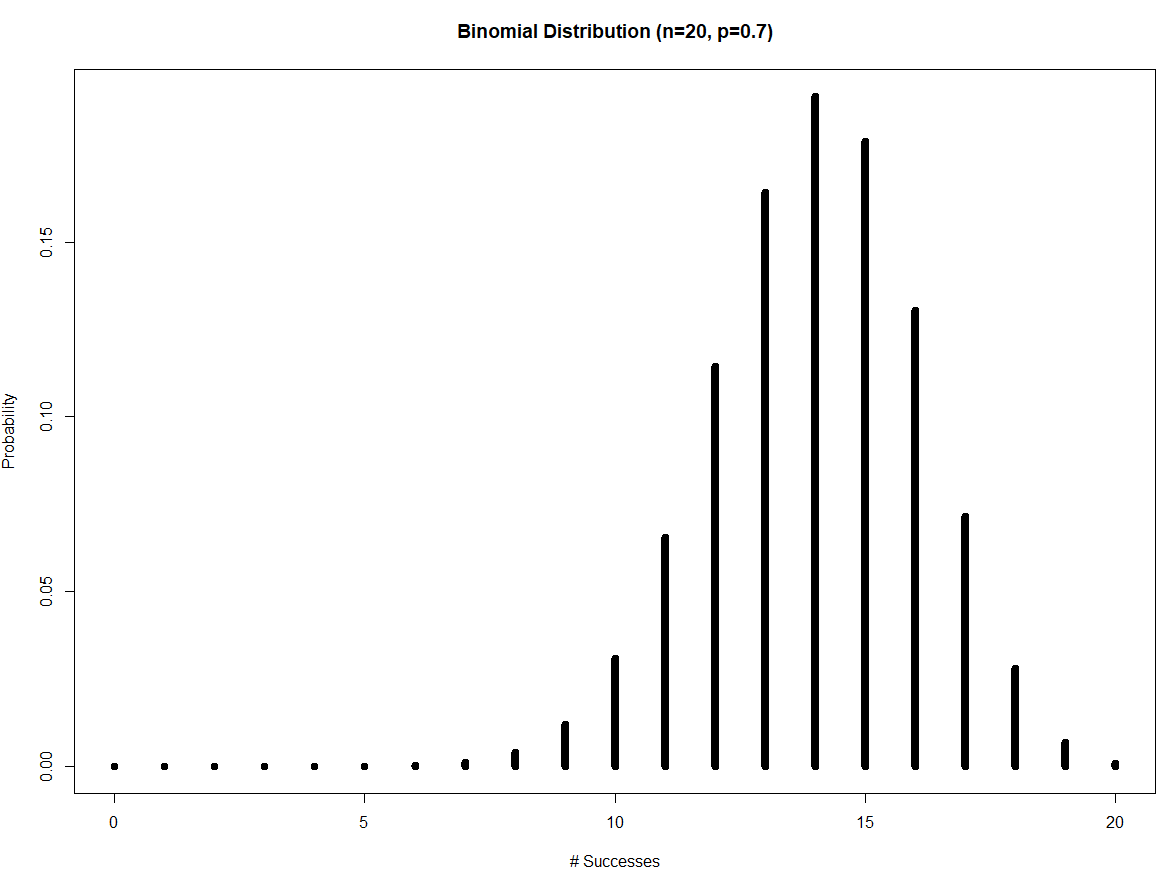 Binomial Distribution (n=20, p=0.7)
Probability
0.15
0.10
0.05
0.00
0 5 10 15 20
# Successes